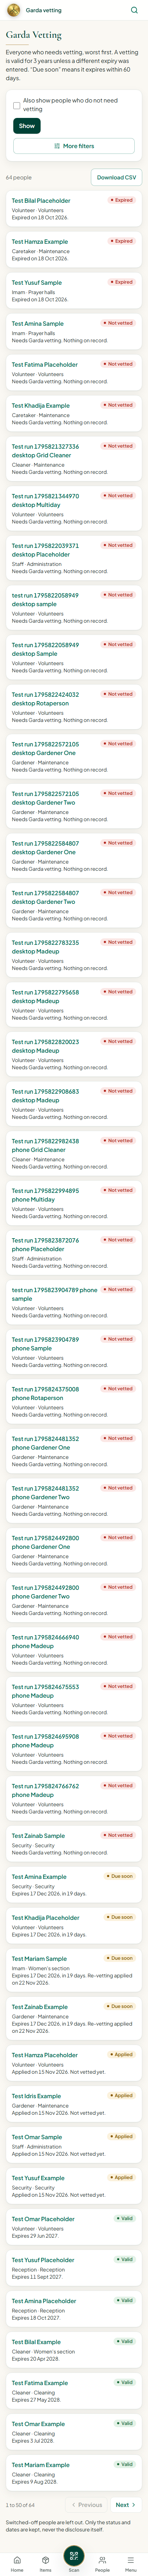 Garda vetting
Garda Vetting
Everyone who needs vetting, worst first. A vetting
is valid for 3 years unless a different expiry was
entered. “Due soon” means it expires within 60
days.
Also show people who do not need
vetting
Show
More filters
64 people
Download CSV
Test Bilal Placeholder
Expired
Volunteer · Volunteers
Expired on 18 Oct 2026.
Test Hamza Example
Expired
Caretaker · Maintenance
Expired on 18 Oct 2026.
Test Yusuf Sample
Expired
Imam · Prayer halls
Expired on 18 Oct 2026.
Test Amina Sample
Not vetted
Imam · Prayer halls
Needs Garda vetting. Nothing on record.
Test Fatima Placeholder
Not vetted
Volunteer · Volunteers
Needs Garda vetting. Nothing on record.
Test Khadija Example
Not vetted
Caretaker · Maintenance
Needs Garda vetting. Nothing on record.
Test run 1795821327336
Not vetted
desktop Grid Cleaner
Cleaner · Maintenance
Needs Garda vetting. Nothing on record.
Test run 1795821344970
Not vetted
desktop Multiday
Volunteer · Volunteers
Needs Garda vetting. Nothing on record.
Test run 1795822039371
Not vetted
desktop Placeholder
Staff · Administration
Needs Garda vetting. Nothing on record.
test run 1795822058949
Not vetted
desktop sample
Volunteer · Volunteers
Needs Garda vetting. Nothing on record.
Test run 1795822058949
Not vetted
desktop Sample
Volunteer · Volunteers
Needs Garda vetting. Nothing on record.
Test run 1795822424032
Not vetted
desktop Rotaperson
Volunteer · Volunteers
Needs Garda vetting. Nothing on record.
Test run 1795822572105
Not vetted
desktop Gardener One
Gardener · Maintenance
Needs Garda vetting. Nothing on record.
Test run 1795822572105
Not vetted
desktop Gardener Two
Gardener · Maintenance
Needs Garda vetting. Nothing on record.
Test run 1795822584807
Not vetted
desktop Gardener One
Gardener · Maintenance
Needs Garda vetting. Nothing on record.
Test run 1795822584807
Not vetted
desktop Gardener Two
Gardener · Maintenance
Needs Garda vetting. Nothing on record.
Test run 1795822783235
Not vetted
desktop Madeup
Volunteer · Volunteers
Needs Garda vetting. Nothing on record.
Test run 1795822795658
Not vetted
desktop Madeup
Volunteer · Volunteers
Needs Garda vetting. Nothing on record.
Test run 1795822820023
Not vetted
desktop Madeup
Volunteer · Volunteers
Needs Garda vetting. Nothing on record.
Test run 1795822908683
Not vetted
desktop Madeup
Volunteer · Volunteers
Needs Garda vetting. Nothing on record.
Test run 1795822982438
Not vetted
phone Grid Cleaner
Cleaner · Maintenance
Needs Garda vetting. Nothing on record.
Test run 1795822994895
Not vetted
phone Multiday
Volunteer · Volunteers
Needs Garda vetting. Nothing on record.
Test run 1795823872076
Not vetted
phone Placeholder
Staff · Administration
Needs Garda vetting. Nothing on record.
test run 1795823904789 phone
Not vetted
sample
Volunteer · Volunteers
Needs Garda vetting. Nothing on record.
Test run 1795823904789
Not vetted
phone Sample
Volunteer · Volunteers
Needs Garda vetting. Nothing on record.
Test run 1795824375008
Not vetted
phone Rotaperson
Volunteer · Volunteers
Needs Garda vetting. Nothing on record.
Test run 1795824481352
Not vetted
phone Gardener One
Gardener · Maintenance
Needs Garda vetting. Nothing on record.
Test run 1795824481352
Not vetted
phone Gardener Two
Gardener · Maintenance
Needs Garda vetting. Nothing on record.
Test run 1795824492800
Not vetted
phone Gardener One
Gardener · Maintenance
Needs Garda vetting. Nothing on record.
Test run 1795824492800
Not vetted
phone Gardener Two
Gardener · Maintenance
Needs Garda vetting. Nothing on record.
Test run 1795824666940
Not vetted
phone Madeup
Volunteer · Volunteers
Needs Garda vetting. Nothing on record.
Test run 1795824675553
Not vetted
phone Madeup
Volunteer · Volunteers
Needs Garda vetting. Nothing on record.
Test run 1795824695908
Not vetted
phone Madeup
Volunteer · Volunteers
Needs Garda vetting. Nothing on record.
Test run 1795824766762
Not vetted
phone Madeup
Volunteer · Volunteers
Needs Garda vetting. Nothing on record.
Test Zainab Sample
Not vetted
Security · Security
Needs Garda vetting. Nothing on record.
Test Amina Example
Due soon
Security · Security
Expires 17 Dec 2026, in 19 days.
Test Khadija Placeholder
Due soon
Volunteer · Volunteers
Expires 17 Dec 2026, in 19 days.
Test Mariam Sample
Due soon
Imam · Women's section
Expires 17 Dec 2026, in 19 days. Re-vetting applied
on 22 Nov 2026.
Test Zainab Example
Due soon
Gardener · Maintenance
Expires 17 Dec 2026, in 19 days. Re-vetting applied
on 22 Nov 2026.
Test Hamza Placeholder
Applied
Volunteer · Volunteers
Applied on 15 Nov 2026. Not vetted yet.
Test Idris Example
Applied
Gardener · Maintenance
Applied on 15 Nov 2026. Not vetted yet.
Test Omar Sample
Applied
Staff · Administration
Applied on 15 Nov 2026. Not vetted yet.
Test Yusuf Example
Applied
Security · Security
Applied on 15 Nov 2026. Not vetted yet.
Test Omar Placeholder
Valid
Volunteer · Volunteers
Expires 29 Jun 2027.
Test Yusuf Placeholder
Valid
Reception · Reception
Expires 11 Sept 2027.
Test Amina Placeholder
Valid
Reception · Reception
Expires 18 Oct 2027.
Test Bilal Example
Valid
Cleaner · Women's section
Expires 20 Apr 2028.
Test Fatima Example
Valid
Cleaner · Cleaning
Expires 27 May 2028.
Test Omar Example
Valid
Cleaner · Cleaning
Expires 3 Jul 2028.
Test Mariam Example
Valid
Cleaner · Cleaning
Expires 9 Aug 2028.
1 to 50 of 64
Previous
Next
Switched-off people are left out. Only the status and
dates are kept, never the disclosure itself.
Home
Items
Scan
People
Menu